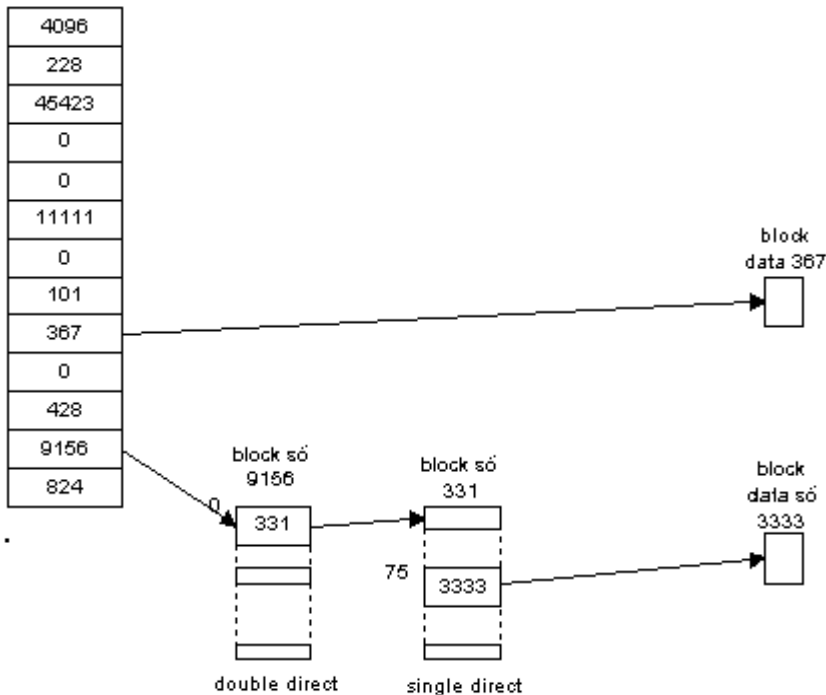 4096
228
45423
0
0
11111
0
101
367
0
428
9156
824
block
data 367
block số
9156
0
331
double direct
block số
331
75
3333
single direct
block
data số
3333